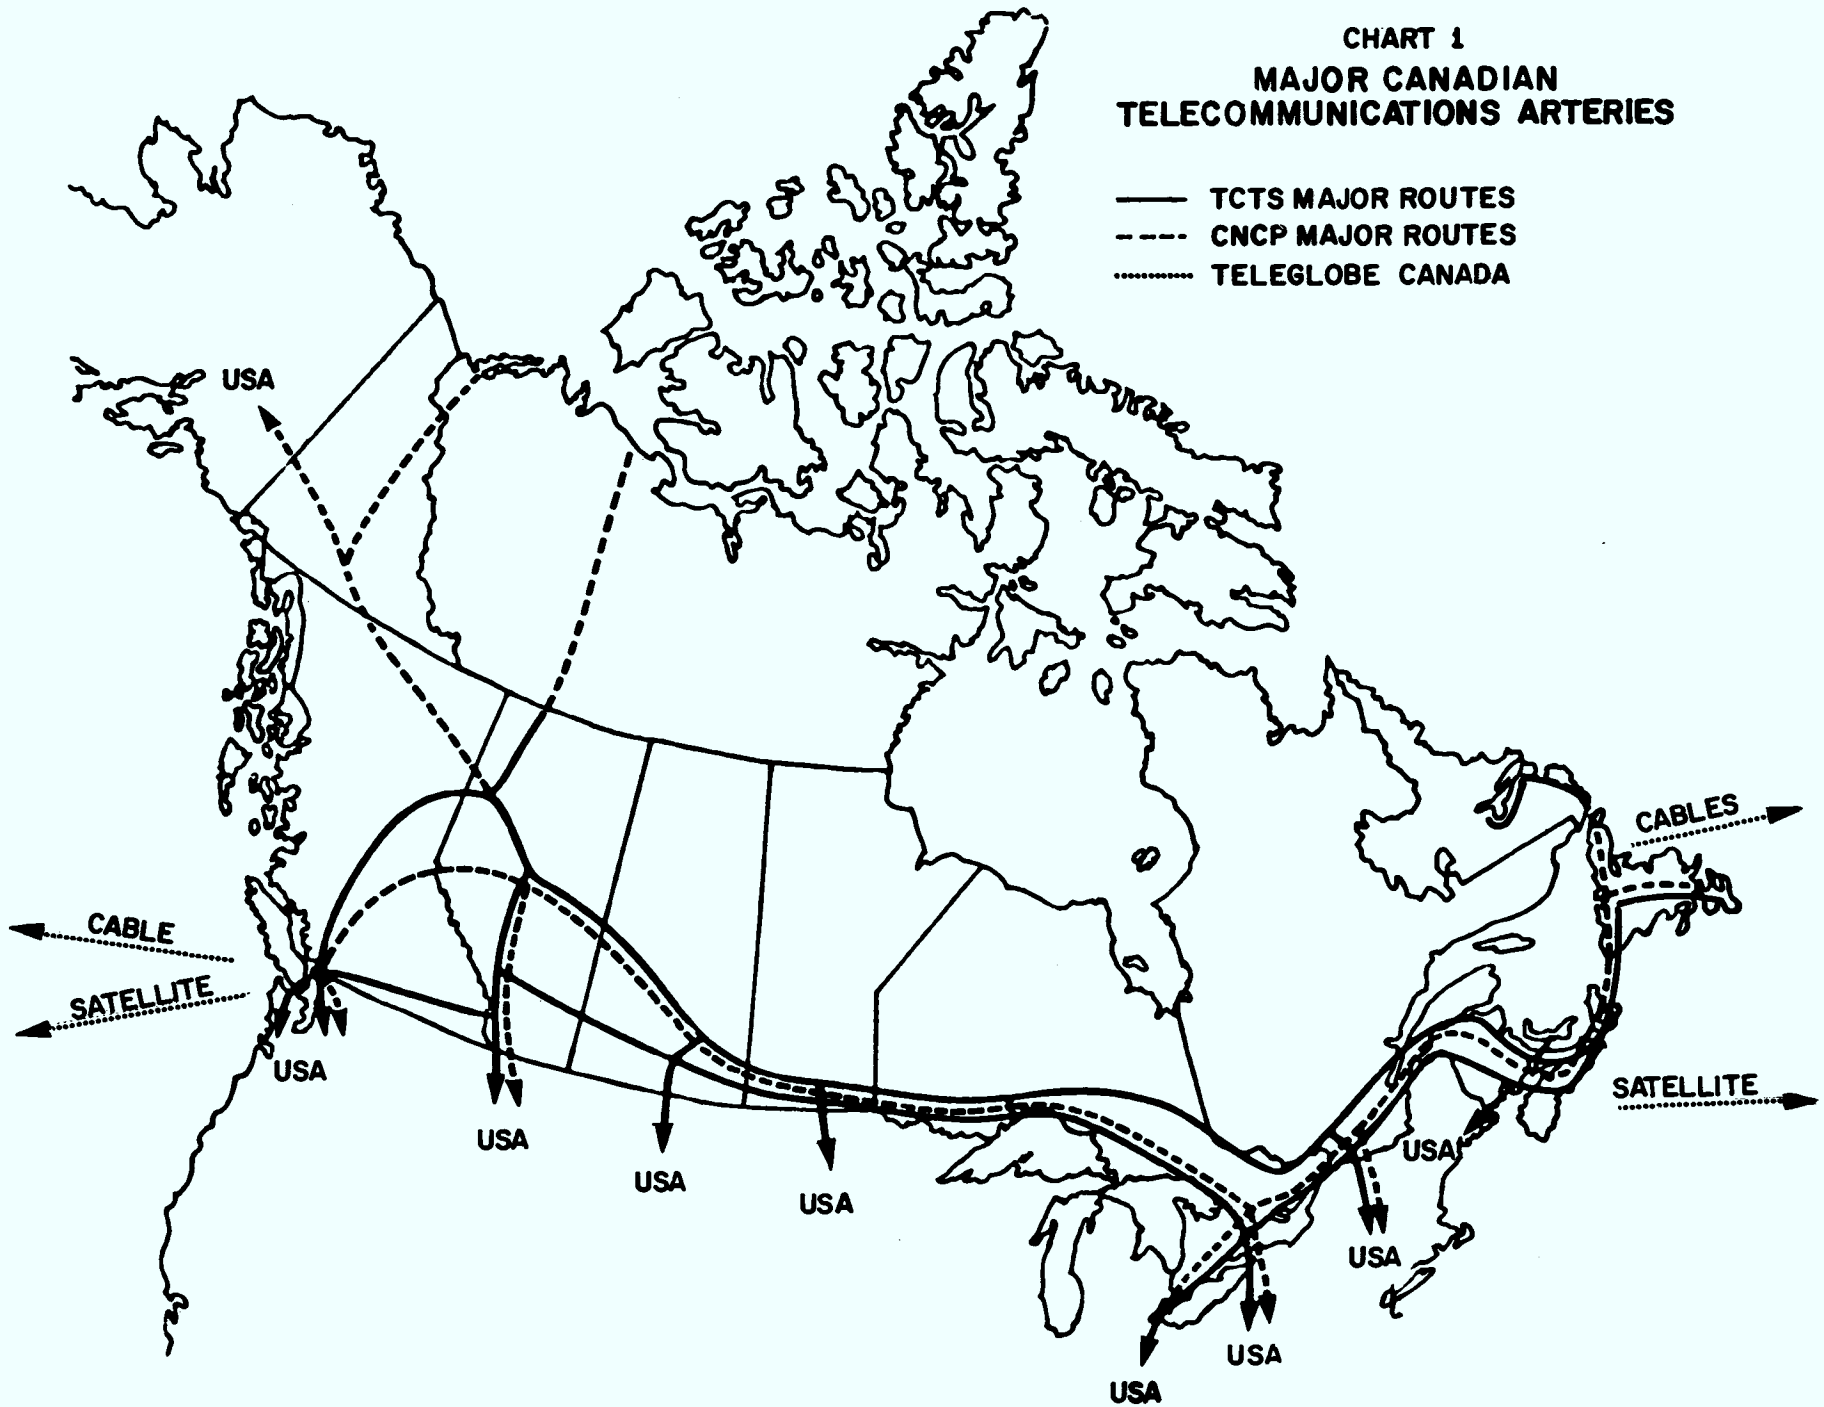 CHART 1
MAJOR CANADIAN
TELECOMMUNICATIONS ARTERIES
TCTS MAJOR ROUTES
CNCP MAJOR ROUTES
TELEGLOBE CANADA
USA
CABLES
CABLE
SATELLITE
USA
SATELLITE
USA
USA
USA
USA
USA
USA
USA